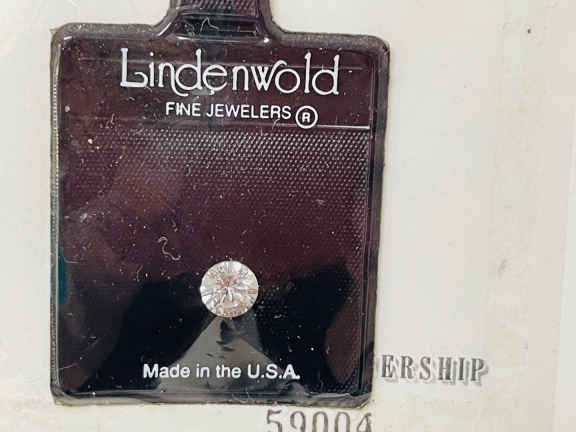 Lindenwold
FINE JEWELERS ®
Made in the U.S.A.
ERSHIP
59004